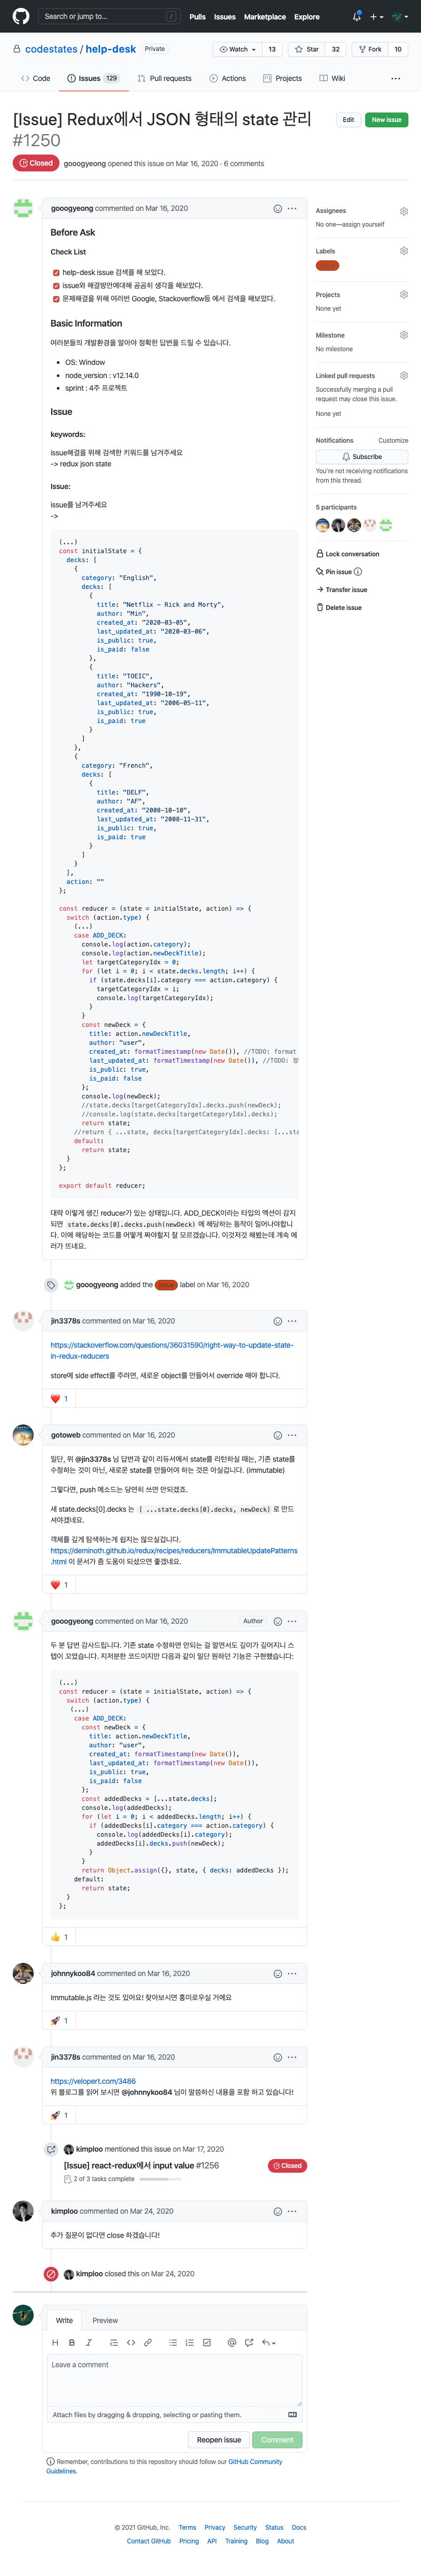 Search or jump to...
/
Pulls Issues Marketplace Explore
codestates / help-desk Private
Watch 13 Star 32 Fork 10
Code Issues 129 Pull requests Actions Projects Wiki ...
[Issue] Redux에서 JSON 형태의 state 관리
#1250
Edit New issue
Closed gooogyeong opened this issue on Mar 16, 2020 · 6 comments
gooogyeong commented on Mar 16, 2020
Before Ask
Check List
help-desk issue 검색을 해 보았다.
issue와 해결방안에대해 곰곰히 생각을 해보았다.
문제해결을 위해 여러번 Google, Stackoverflow등 에서 검색을 해보았다.
Basic Information
여러분들의 개발환경을 알아야 정확한 답변을 드릴 수 있습니다.
• OS: Window
• node_version : v12.14.0
• sprint : 4주 프로젝트
Issue
keywords:
issue해결을 위해 검색한 키워드를 남겨주세요
-> redux json state
Issue:
issue를 남겨주세요
->
(...)
const initialState = {
decks: [
{
category: "English",
decks: [
{
title: "Netflix - Rick and Morty",
author: "Min",
created_at: "2020-03-05",
last_updated_at: "2020-03-06",
is_public: true,
is_paid: false
},
{
title: "TOEIC",
author: "Hackers",
created_at: "1990-10-19",
last_updated_at: "2006-05-11",
is_public: true,
is_paid: true
}
]
},
{
category: "French",
decks: [
{
title: "DELF",
author: "AF",
created_at: "2008-10-10",
last_updated_at: "2008-11-31",
is_public: true,
is_paid: true
}
]
}
],
action: ""
};
const reducer = (state = initialState, action) => {
switch (action.type) {
(...)
case ADD_DECK:
console.log(action.category);
console.log(action.newDeckTitle);
let targetCategoryIdx = 0;
for (let i = 0; i < state.decks.length; i++) {
if (state.decks[i].category === action.category) {
targetCategoryIdx = i;
console.log(targetCategoryIdx);
}
}
const newDeck = {
title: action.newDeckTitle,
author: "user",
created_at: formatTimestamp(new Date()), //TODO: format
last_updated_at: formatTimestamp(new Date()), //TODO:
is_public: true,
is_paid: false
};
console.log(newDeck);
//state.decks[targetCategoryIdx].decks.push(newDeck);
//console.log(state.decks[targetCategoryIdx].decks);
return state;
//return { ...state, decks[targetCategoryIdx].decks: [...sta
default:
return state;
}
};
export default reducer;
대략 이렇게 생긴 reducer가 있는 상태입니다. ADD_DECK이라는 타입의 액션이 감지
되면 state.decks[0].decks.push(newDeck) 에 해당하는 동작이 일어나야합니
다. 이에 해당하는 코드를 어떻게 짜야할지 잘 모르겠습니다. 이것저것 해봤는데 계속 에
러가 뜨네요.
Assignees
No one—assign yourself
Labels
Issue
Projects
None yet
Milestone
No milestone
Linked pull requests
Successfully merging a pull
request may close this issue.
None yet
Notifications Customize
Subscribe
You're not receiving notifications
from this thread.
5 participants
Lock conversation
Pin issue
Transfer issue
Delete issue
gooogyeong added the Issue label on Mar 16, 2020
jin3378s commented on Mar 16, 2020
https://stackoverflow.com/questions/36031590/right-way-to-update-state-
in-redux-reducers
store에 side effect를 주려면, 새로운 object를 만들어서 override 해야 합니다.
1
gotoweb commented on Mar 16, 2020
일단, 위 @jin3378s 님 답변과 같이 리듀서에서 state를 리턴하실 때는, 기존 state를
수정하는 것이 아닌, 새로운 state를 만들어야 하는 것은 아실겁니다. (immutable)
그렇다면, push 메소드는 당연히 쓰면 안되겠죠.
새 state.decks[0].decks 는 [ ...state.decks[0].decks, newDeck] 로 만드
셔야겠네요.
객체를 깊게 탐색하는게 쉽지는 않으실겁니다.
https://deminoth.github.io/redux/recipes/reducers/ImmutableUpdatePatterns
.html 이 문서가 좀 도움이 되셨으면 좋겠네요.
1
gooogyeong commented on Mar 16, 2020 Author
두 분 답변 감사드립니다. 기존 state 수정하면 안되는 걸 알면서도 깊이가 깊어지니 스
텝이 꼬였습니다. 지저분한 코드이지만 다음과 같이 일단 원하던 기능은 구현했습니다:
(...)
const reducer = (state = initialState, action) => {
switch (action.type) {
(...)
case ADD_DECK:
const newDeck = {
title: action.newDeckTitle,
author: "user",
created_at: formatTimestamp(new Date()),
last_updated_at: formatTimestamp(new Date()),
is_public: true,
is_paid: false
};
const addedDecks = [...state.decks];
console.log(addedDecks);
for (let i = 0; i < addedDecks.length; i++) {
if (addedDecks[i].category === action.category) {
console.log(addedDecks[i].category);
addedDecks[i].decks.push(newDeck);
}
}
return Object.assign({}, state, { decks: addedDecks });
default:
return state;
}
};
1
johnnykoo84 commented on Mar 16, 2020
Immutable.js 라는 것도 있어요! 찾아보시면 흥미로우실 거에요
1
jin3378s commented on Mar 16, 2020
https://velopert.com/3486
위 블로그를 읽어 보시면 @johnnykoo84 님이 말씀하신 내용을 포함 하고 있습니다!
1
kimploo mentioned this issue on Mar 17, 2020
[Issue] react-redux에서 input value #1256 Closed
2 of 3 tasks complete
kimploo commented on Mar 24, 2020
추가 질문이 없다면 close 하겠습니다!
kimploo closed this on Mar 24, 2020
Write Preview
Leave a comment
Attach files by dragging & dropping, selecting or pasting them.
Reopen issue Comment
Remember, contributions to this repository should follow our GitHub Community
Guidelines.
© 2021 GitHub, Inc. Terms Privacy Security Status Docs
Contact GitHub Pricing API Training Blog About